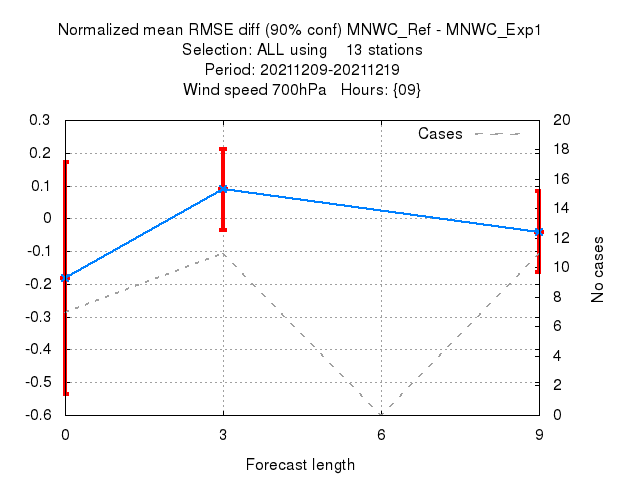 Normalized mean RMSE diff (90% conf) MNWC_Ref - MNWC_Exp1
Selection: ALL using 13 stations
Period: 20211209-20211219
Wind speed 700hPa Hours: {09}
Cases
0.3
0.2
0.1
0
-0.1
-0.2
-0.3
-0.4
-0.5
-0.6
20
18
16
14
12
10
8
6
4
2
0
No cases
0 3 6 9
Forecast length